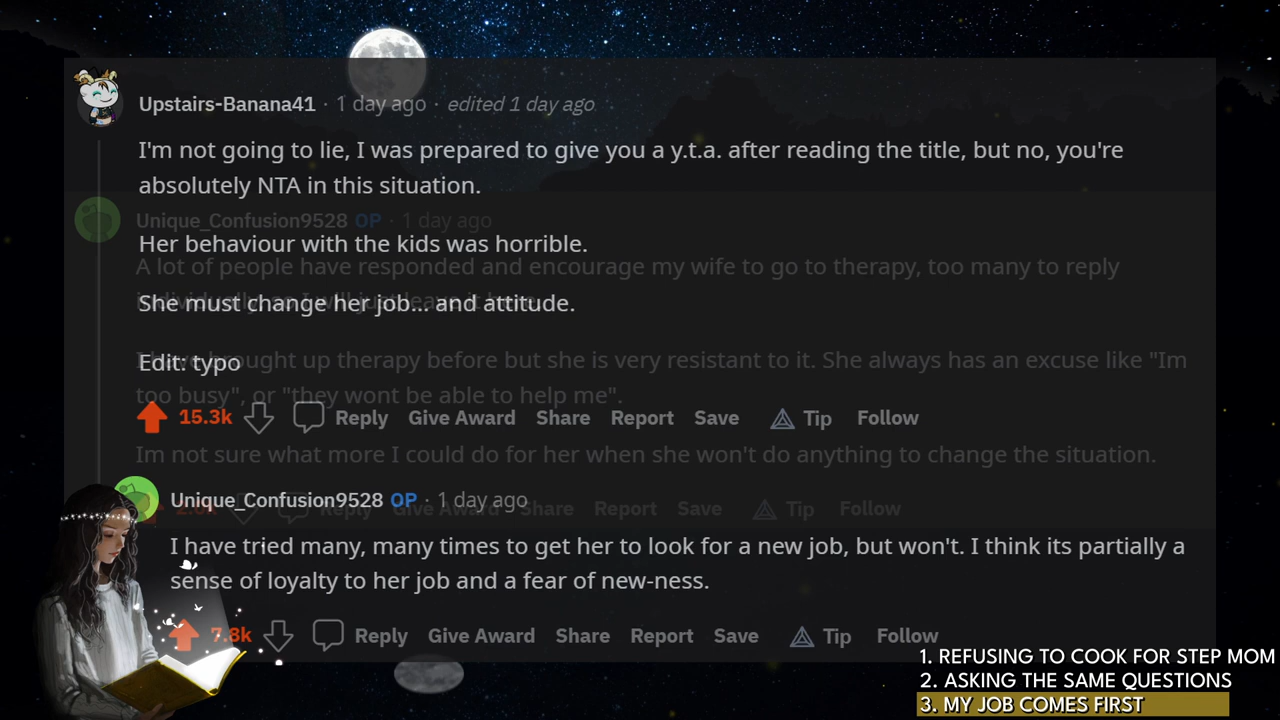 Upstairs-Banana41 · 1 day ago · edited 1 day ago
I'm not going to lie, I was prepared to give you a y.t.a. after reading the title, but no, you're
absolutely NTA in this situation.
Unique_Confusion9528 OP · 1 day ago
Her behaviour with the kids was horrible.
A lot of people have responded and encourage my wife to go to therapy, too many to reply
She must change her job... and attitude.
Edit: typo
brought up therapy before but she is very resistant to it. She always has an excuse like "Im
too busy", or "they wont be able to help me".
15.3k Reply Give Award Share Report Save Tip Follow
Im not sure what more I could do for her when she won't do anything to change the situation.
Unique_Confusion9528 OP · 1 day ago
Reply Give Award Share Report Save Tip Follow
I have tried many, many times to get her to look for a new job, but won't. I think its partially a
sense of loyalty to her job and a fear of new-ness.
7.8k Reply Give Award Share Report Save Tip Follow
1. REFUSING TO COOK FOR STEP MOM
2. ASKING THE SAME QUESTIONS
3. MY JOB COMES FIRST